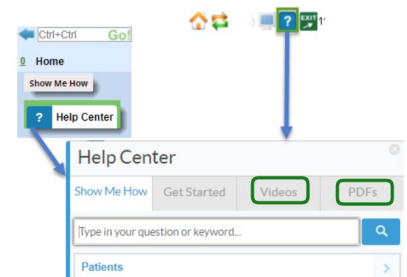 Ctrl+Ctrl Go!
0 Home
Show Me How
? Help Center
? EXIT
Help Center
Show Me How Get Started Videos PDFs
Type in your question or keyword...
Patients